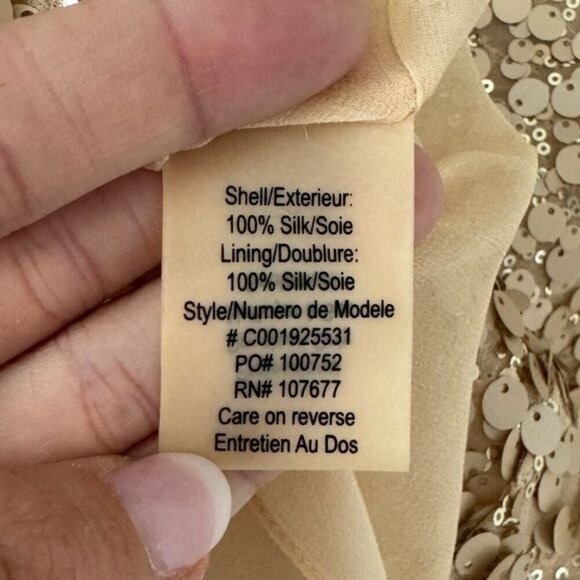 Shell/Exterieur:
100% Silk/Soie
Lining/Doublure:
100% Silk/Soie
Style/Numero de Modele
# C001925531
PO# 100752
RN# 107677
Care on reverse
Entretien Au Dos